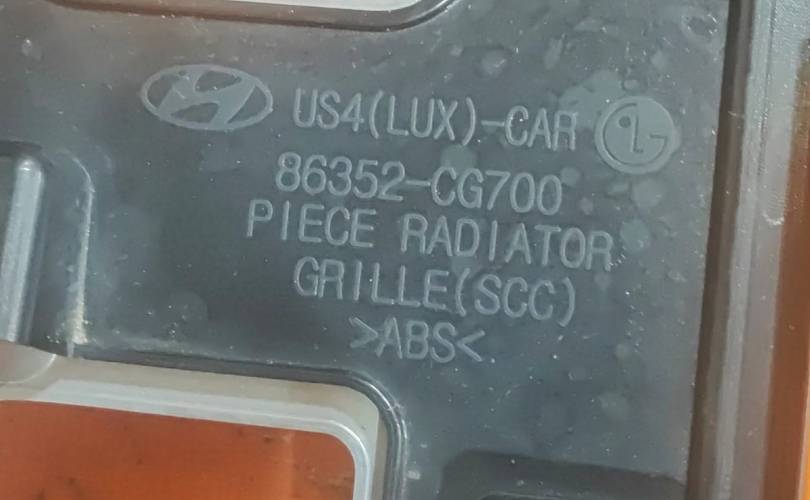 US4(LUX)-CAR
86352-CG700
PIECE RADIATOR
GRILLE(SCC)
>ABS<